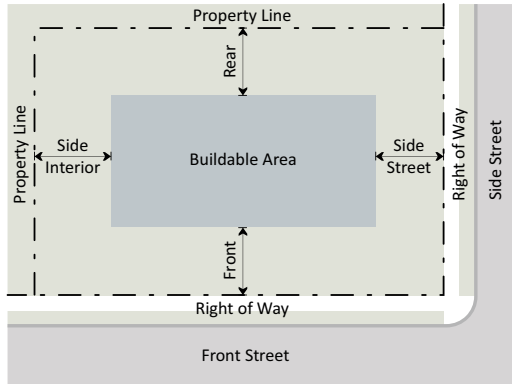 Property Line
Rear
Property Line
Side
Interior
Buildable Area
Side
Street
Right of Way
Side Street
Front
Right of Way
Front Street